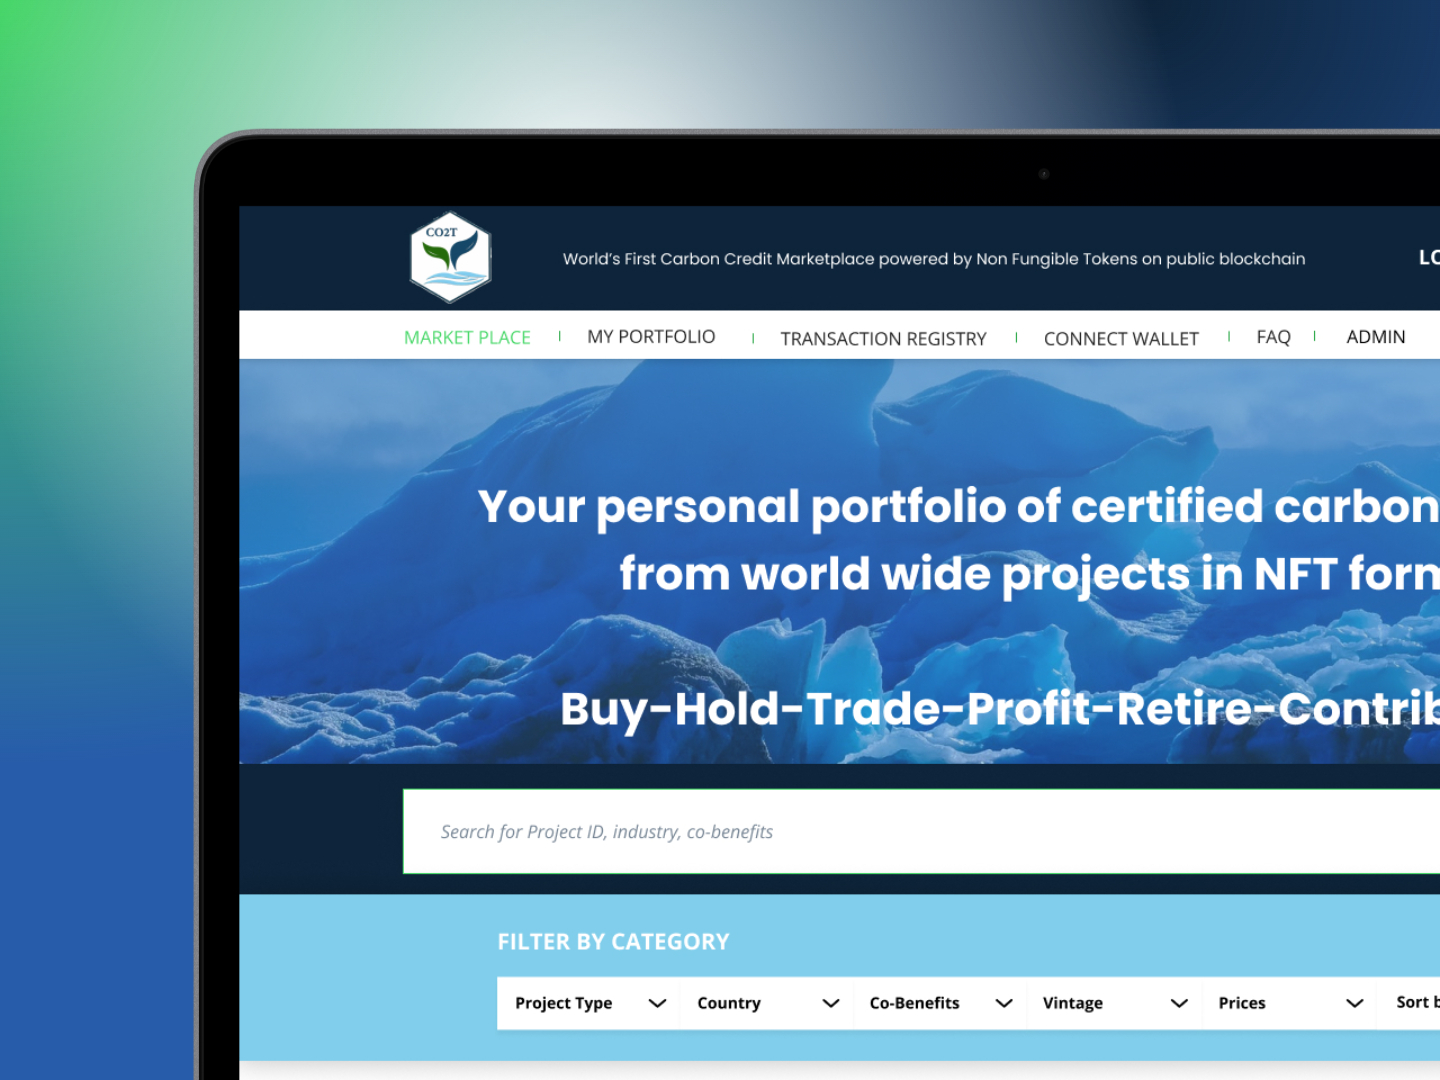 CO2T
World's First Carbon Credit Marketplace powered by Non Fungible Tokens on public blockchain
MARKET PLACE
MY PORTFOLIO
TRANSACTION REGISTRY
CONNECT WALLET
FAQ
ADMIN
Your personal portfolio of certified carbon
from world wide projects in NFT
Buy-Hold-Trade-Profit-Retire-
Search for Project ID, industry, co-benefits
FILTER BY CATEGORY
Project Type
Country
Co-Benefits
Vintage
Prices
Sort